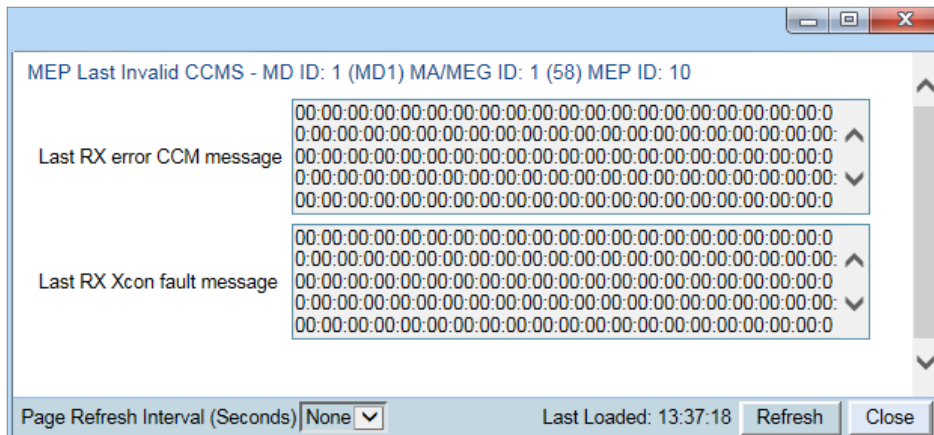 MEP Last Invalid CCMS - MD ID: 1 (MD1) MA/MEG ID: 1 (58) MEP ID: 10
Last RX error CCM message
00:00:00:00:00:00:00:00:00:00:00:00:00:00:00:00:00:00:00:00:0
0:00:00:00:00:00:00:00:00:00:00:00:00:00:00:00:00:00:00:00:00:
00:00:00:00:00:00:00:00:00:00:00:00:00:00:00:00:00:00:00:00:0
0:00:00:00:00:00:00:00:00:00:00:00:00:00:00:00:00:00:00:00:00:
00:00:00:00:00:00:00:00:00:00:00:00:00:00:00:00:00:00:00:00:0
Last RX Xcon fault message
00:00:00:00:00:00:00:00:00:00:00:00:00:00:00:00:00:00:00:00:0
0:00:00:00:00:00:00:00:00:00:00:00:00:00:00:00:00:00:00:00:00:
00:00:00:00:00:00:00:00:00:00:00:00:00:00:00:00:00:00:00:00:0
0:00:00:00:00:00:00:00:00:00:00:00:00:00:00:00:00:00:00:00:00:
00:00:00:00:00:00:00:00:00:00:00:00:00:00:00:00:00:00:00:00:0
Page Refresh Interval (Seconds) None Last Loaded: 13:37:18 Refresh Close